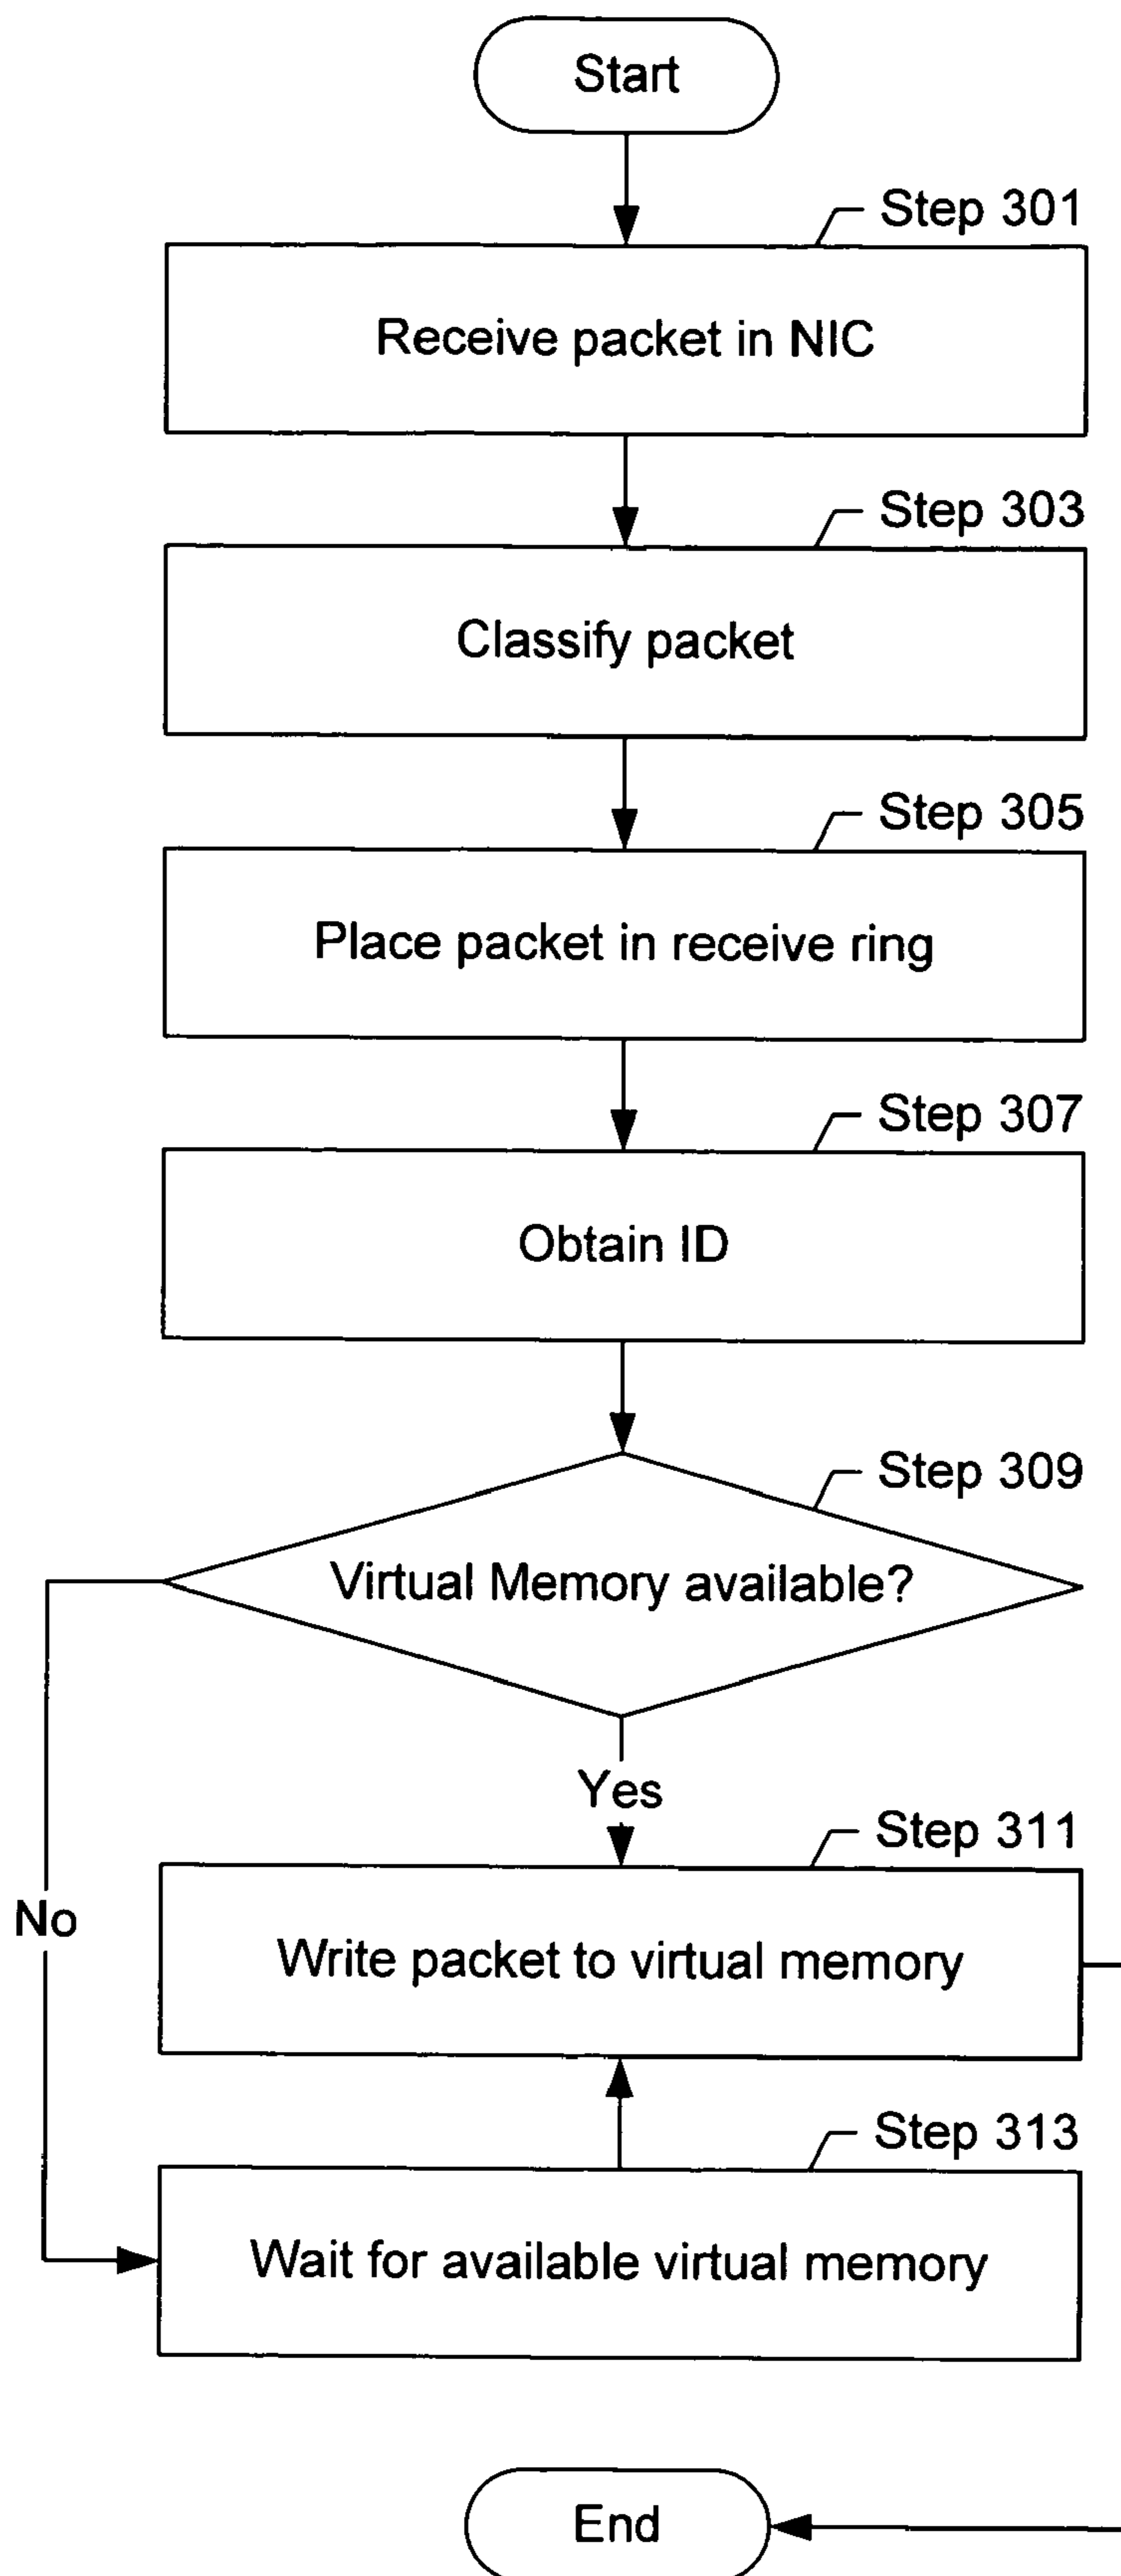 Start
Step 301
Receive packet in NIC
Step 303
Classify packet
Step 305
Place packet in receive ring
Step 307
Obtain ID
Step 309
Virtual Memory available?
Yes
Step 311
No
Write packet to virtual memory
Step 313
Wait for available virtual memory
End